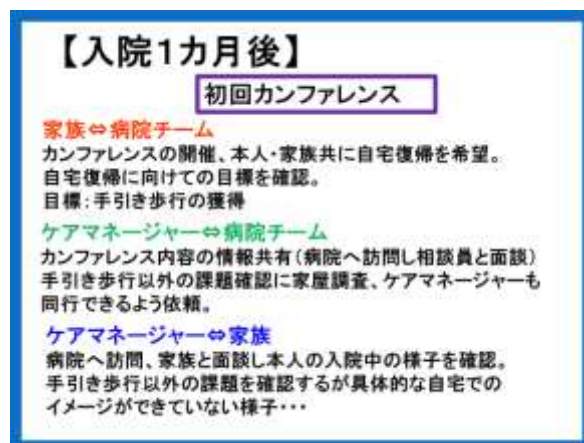 【入院1カ月後】
初回カンファレンス
家族⇔病院チーム
カンファレンスの開催、本人・家族共に自宅復帰を希望。
自宅復帰に向けての目標を確認。
目標：手引き歩行の獲得
ケアマネージャー⇔病院チーム
カンファレンス内容の情報共有（病院へ訪問し相談員と面談）
手引き歩行以外の課題確認に家屋調査、ケアマネージャーも
同行できるよう依頼。
ケアマネージャー⇔家族
病院へ訪問、家族と面談し本人の入院中の様子を確認。
手引き歩行以外の課題を確認するが具体的な自宅での
イメージができていない様子・・・